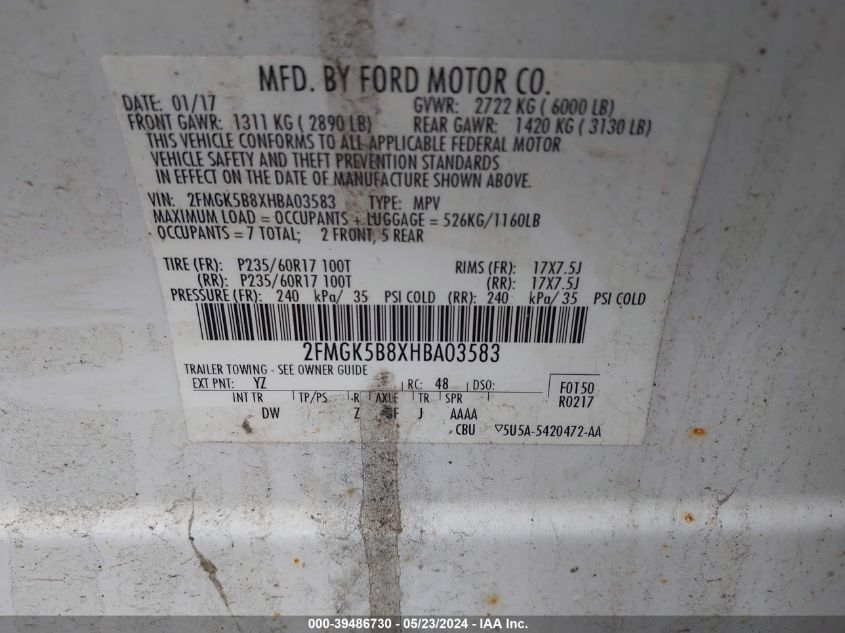 MFD. BY FORD MOTOR CO.
DATE: 01/17 GVWR: 2722 KG ( 6000 LB)
FRONT GAWR: 1311 KG ( 2890 LB) REAR GAWR: 1420 KG ( 3130 LB)
THIS VEHICLE CONFORMS TO ALL APPLICABLE FEDERAL MOTOR
VEHICLE SAFETY AND THEFT PREVENTION STANDARDS
IN EFFECT ON THE DATE OF MANUFACTURE SHOWN ABOVE.
VIN: 2FMGK5B8XHBA03583 TYPE: MPV
MAXIMUM LOAD = OCCUPANTS + LUGGAGE = 526KG/1160LB
OCCUPANTS = 7 TOTAL; 2 FRONT, 5 REAR
TIRE (FR): P235/60R17 100T RIMS (FR): 17X7.5J
(RR): P235/60R17 100T (RR): 17X7.5J
PRESSURE (FR): 240 kPa/ 35 PSI COLD (RR): 240 kPa/ 35 PSI COLD
2FMGK5B8XHBA03583
TRAILER TOWING - SEE OWNER GUIDE
EXT PNT: YZ RC: 48 DSO: F0T50
INT TR TP/PS R AXLE TR SPR R0217
DW Z J AAAA
CBU ▽5U5A-5420472-AA
000-39486730 - 05/23/2024 - IAA Inc.